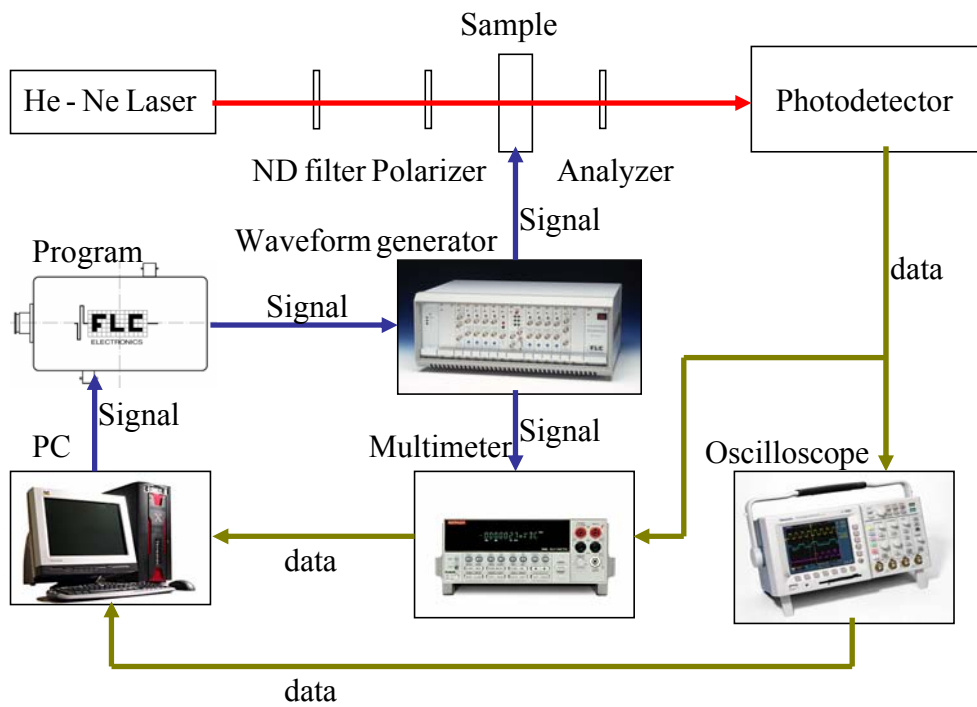 Sample
He - Ne Laser
Photodetector
ND filter Polarizer
Analyzer
Signal
Waveform generator
Program
data
Signal
FLC
ELECTRONICS
FLC
Signal
PC
Signal
Multimeter
Oscilloscope
data
data